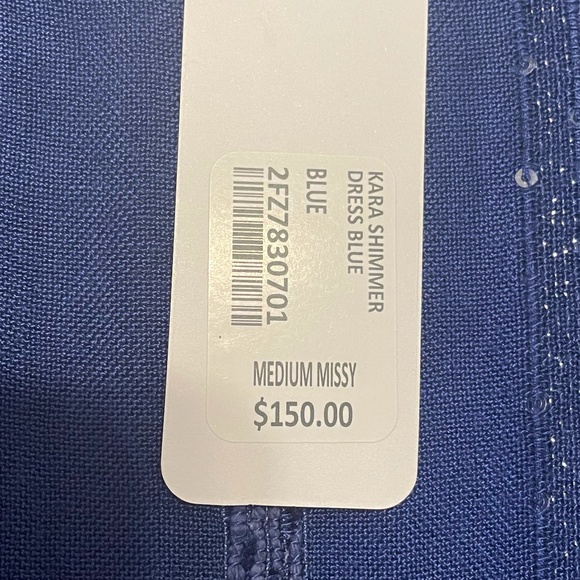 KARA SHIMMER
DRESS BLUE
BLUE
2FZ7830701
MEDIUM MISSY
$150.00